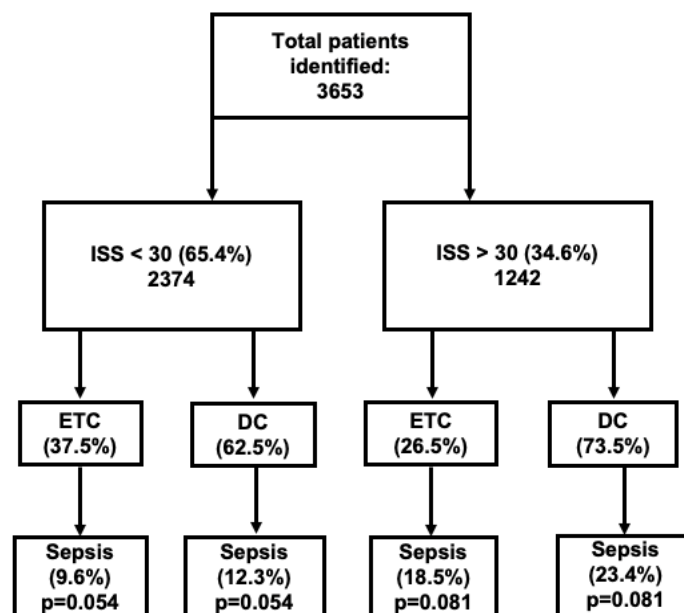 Total patients
identified:
3653
ISS < 30 (65.4%)
2374
ISS > 30 (34.6%)
1242
ETC
(37.5%)
DC
(62.5%)
ETC
(26.5%)
DC
(73.5%)
Sepsis
(9.6%)
p=0.054
Sepsis
(12.3%)
p=0.054
Sepsis
(18.5%)
p=0.081
Sepsis
(23.4%)
p=0.081